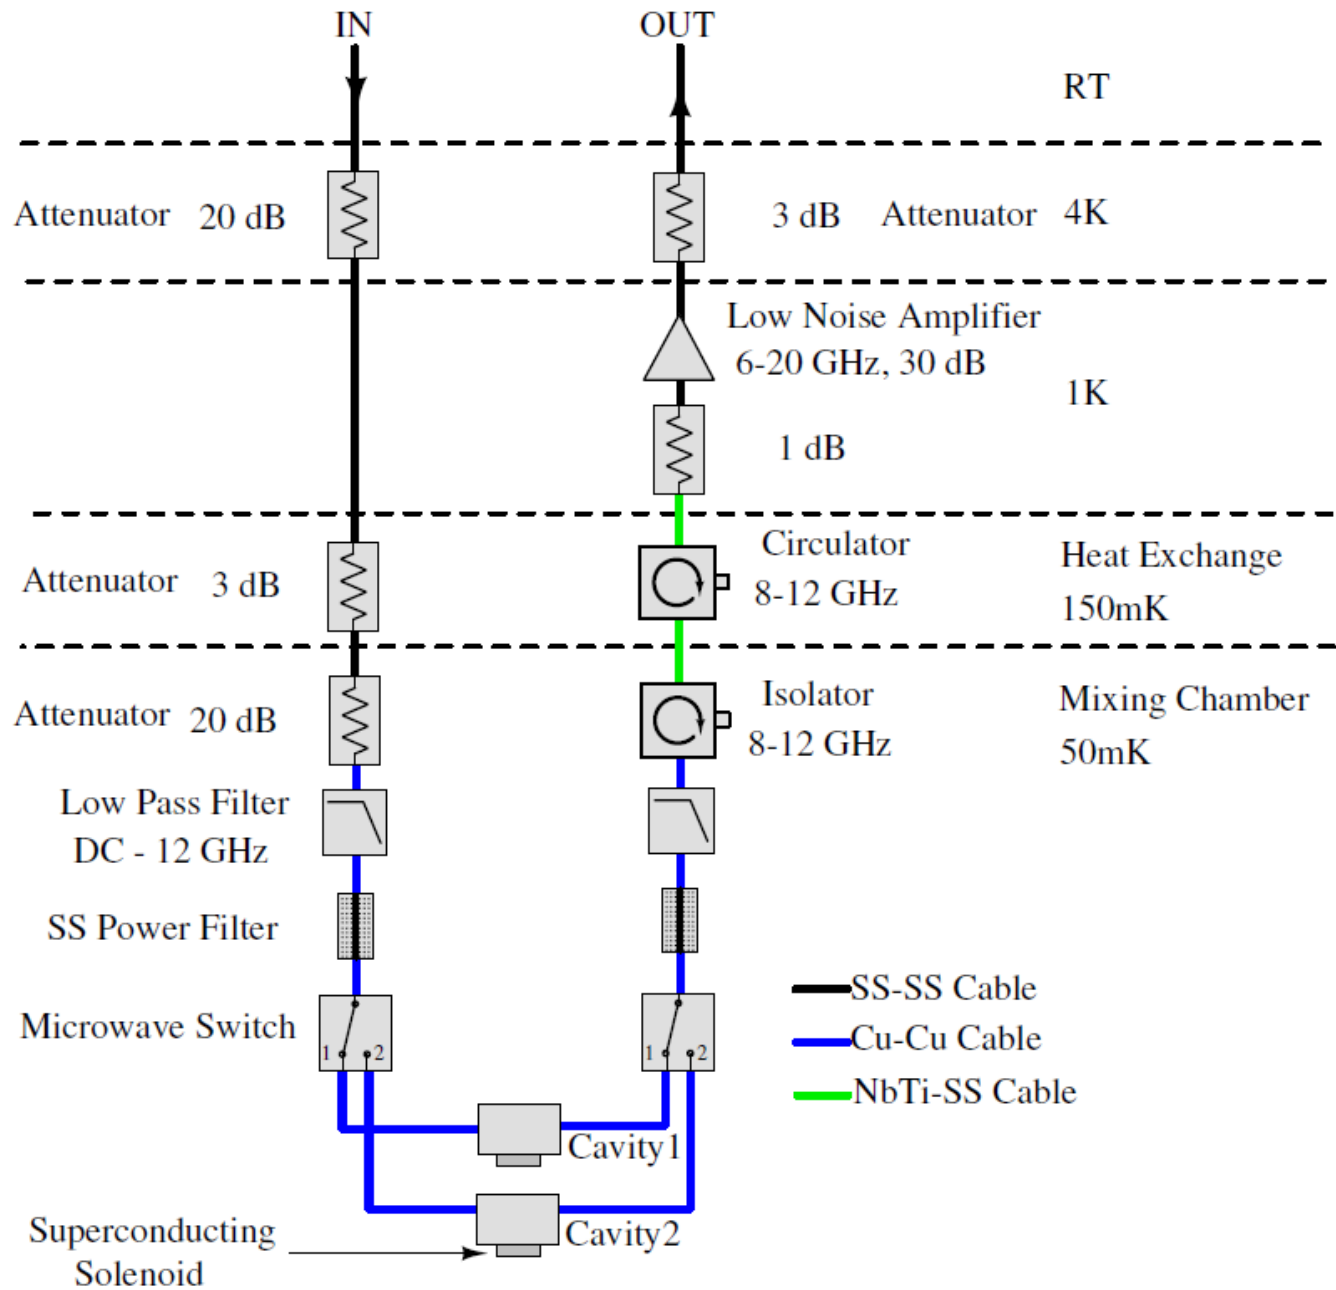 IN
OUT
RT
Attenuator 20 dB
3 dB Attenuator 4K
Low Noise Amplifier
6-20 GHz, 30 dB
1K
1 dB
Circulator
8-12 GHz
Heat Exchange
150mK
Attenuator 3 dB
Isolator
8-12 GHz
Mixing Chamber
50mK
Attenuator 20 dB
Low Pass Filter
DC - 12 GHz
SS Power Filter
Microwave Switch
1 2
1 2
SS-SS Cable
Cu-Cu Cable
NbTi-SS Cable
Cavity1
Cavity2
Superconducting
Solenoid